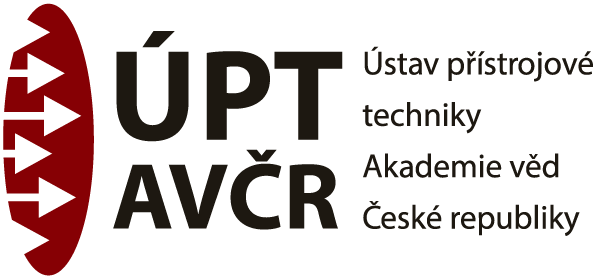 ÚPT
AVČR
Ústav přístrojové
techniky
Akademie věd
České republiky